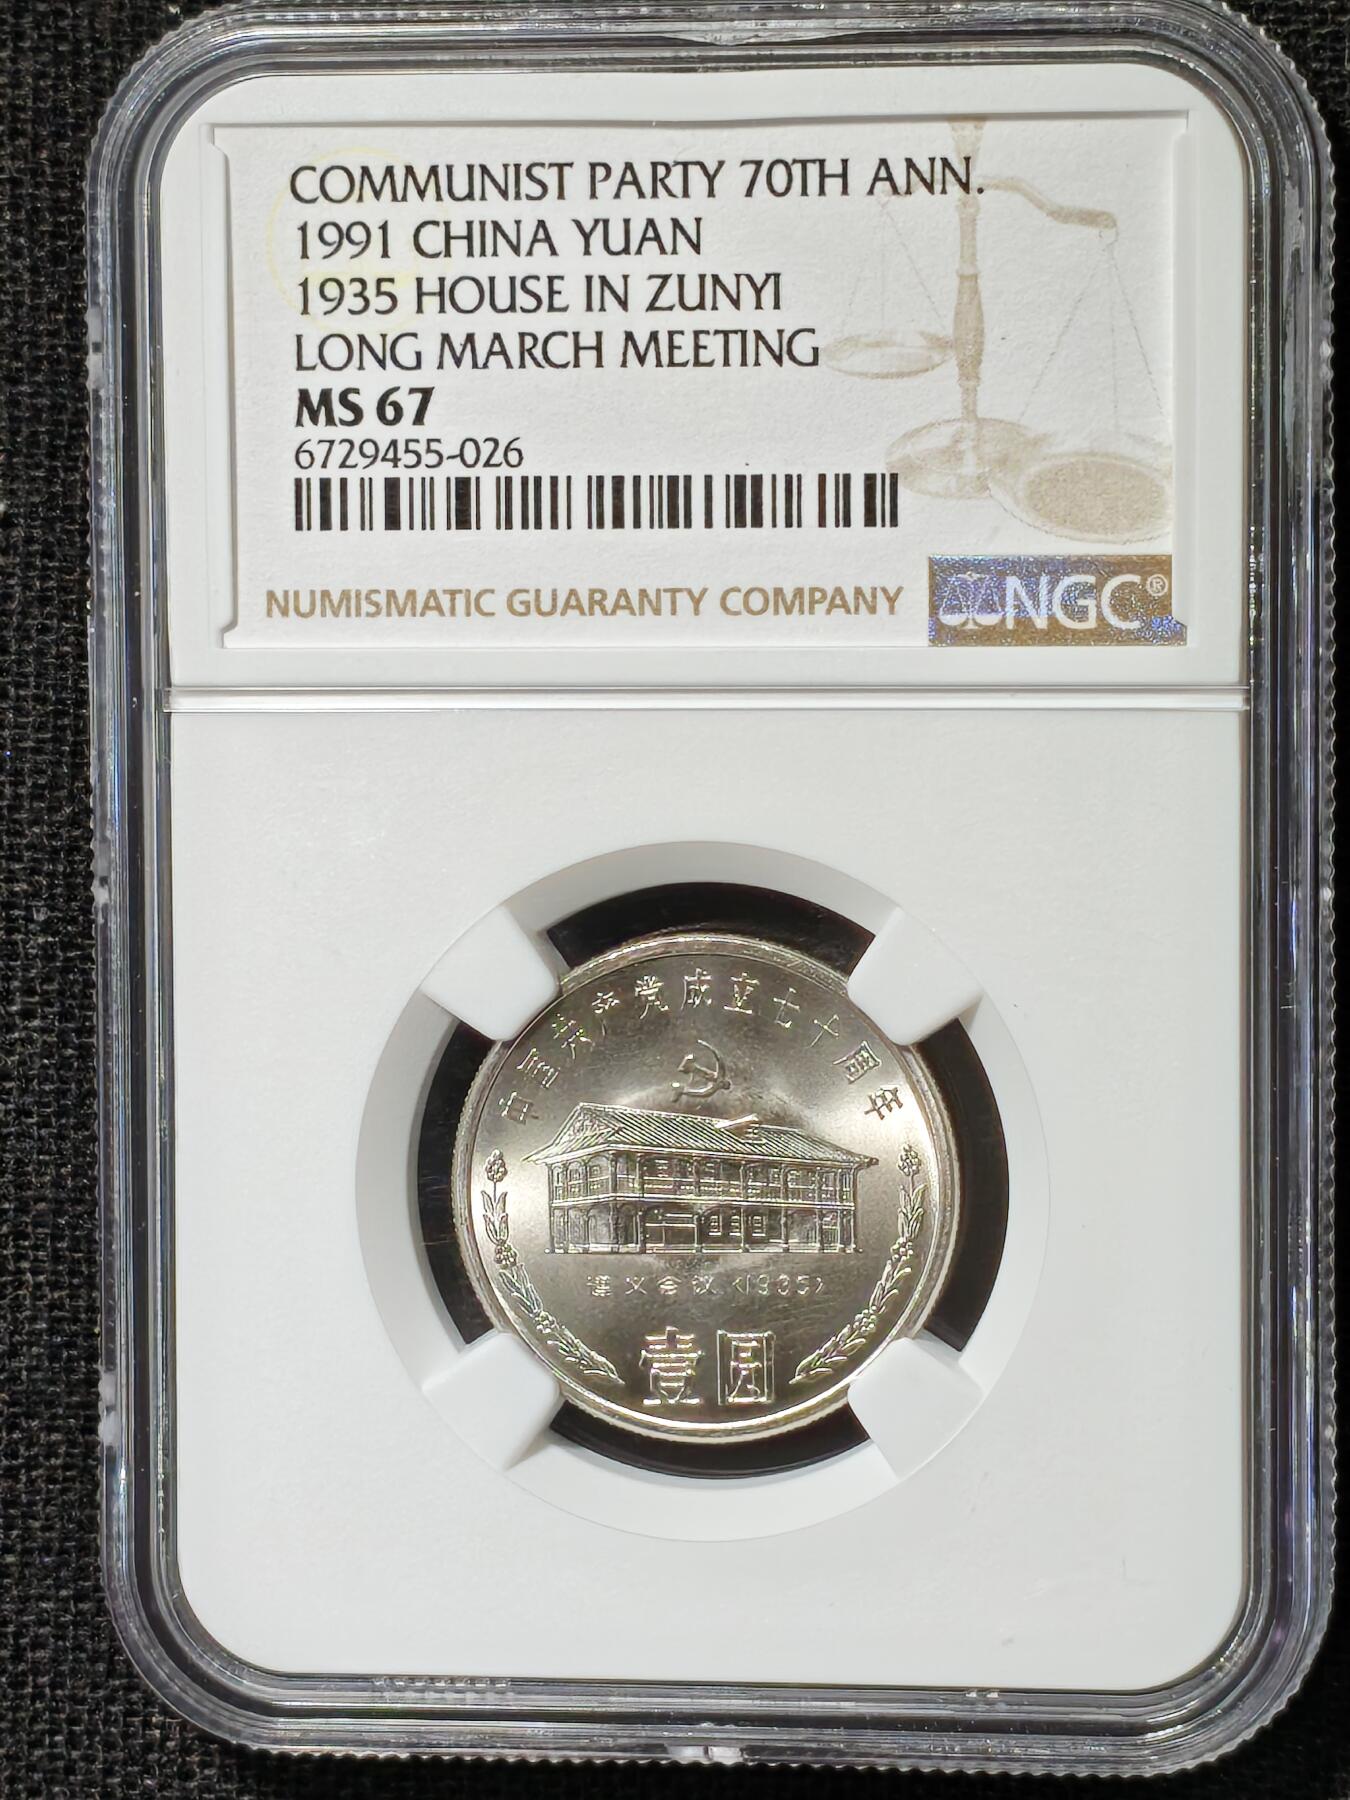 COMMUNIST PARTY 70TH ANN.
1991 CHINA YUAN
1935 HOUSE IN ZUNYI
LONG MARCH MEETING
MS 67
6729455-026
NUMISMATIC GUARANTY COMPANY
NGC®
中国共产党成立七十周年
遵义会议(1935)
壹圆